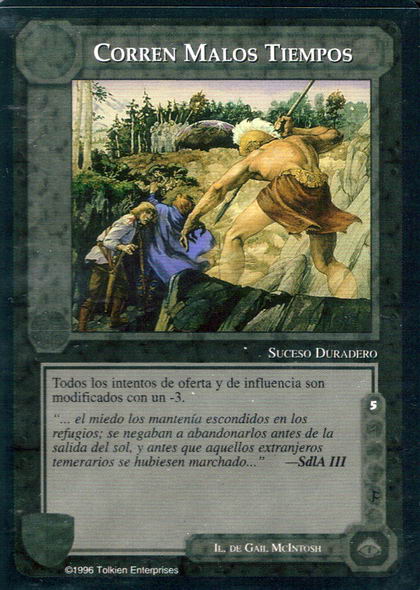 CORREN MALOS TIEMPOS
SUCESO DURADERO
Todos los intentos de oferta y de influencia son
modificados con un -3.
5
“... el miedo los mantenía escondidos en los
refugios; se negaban a abandonarlos antes de la
salida del sol, y antes que aquellos extranjeros
temerarios se hubiesen marchado...” —SdlA III
IL. DE GAIL MCINTOSH
©1996 Tolkien Enterprises